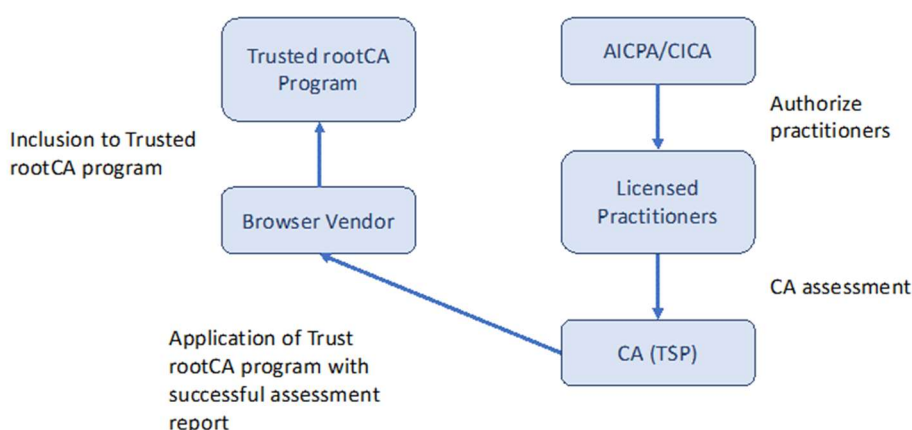 Trusted rootCA
Program
AICPA/CICA
Inclusion to Trusted
rootCA program
Authorize
practitioners
Licensed
Practitioners
Browser Vendor
CA assessment
Application of Trust
rootCA program with
successful assessment
report
CA (TSP)